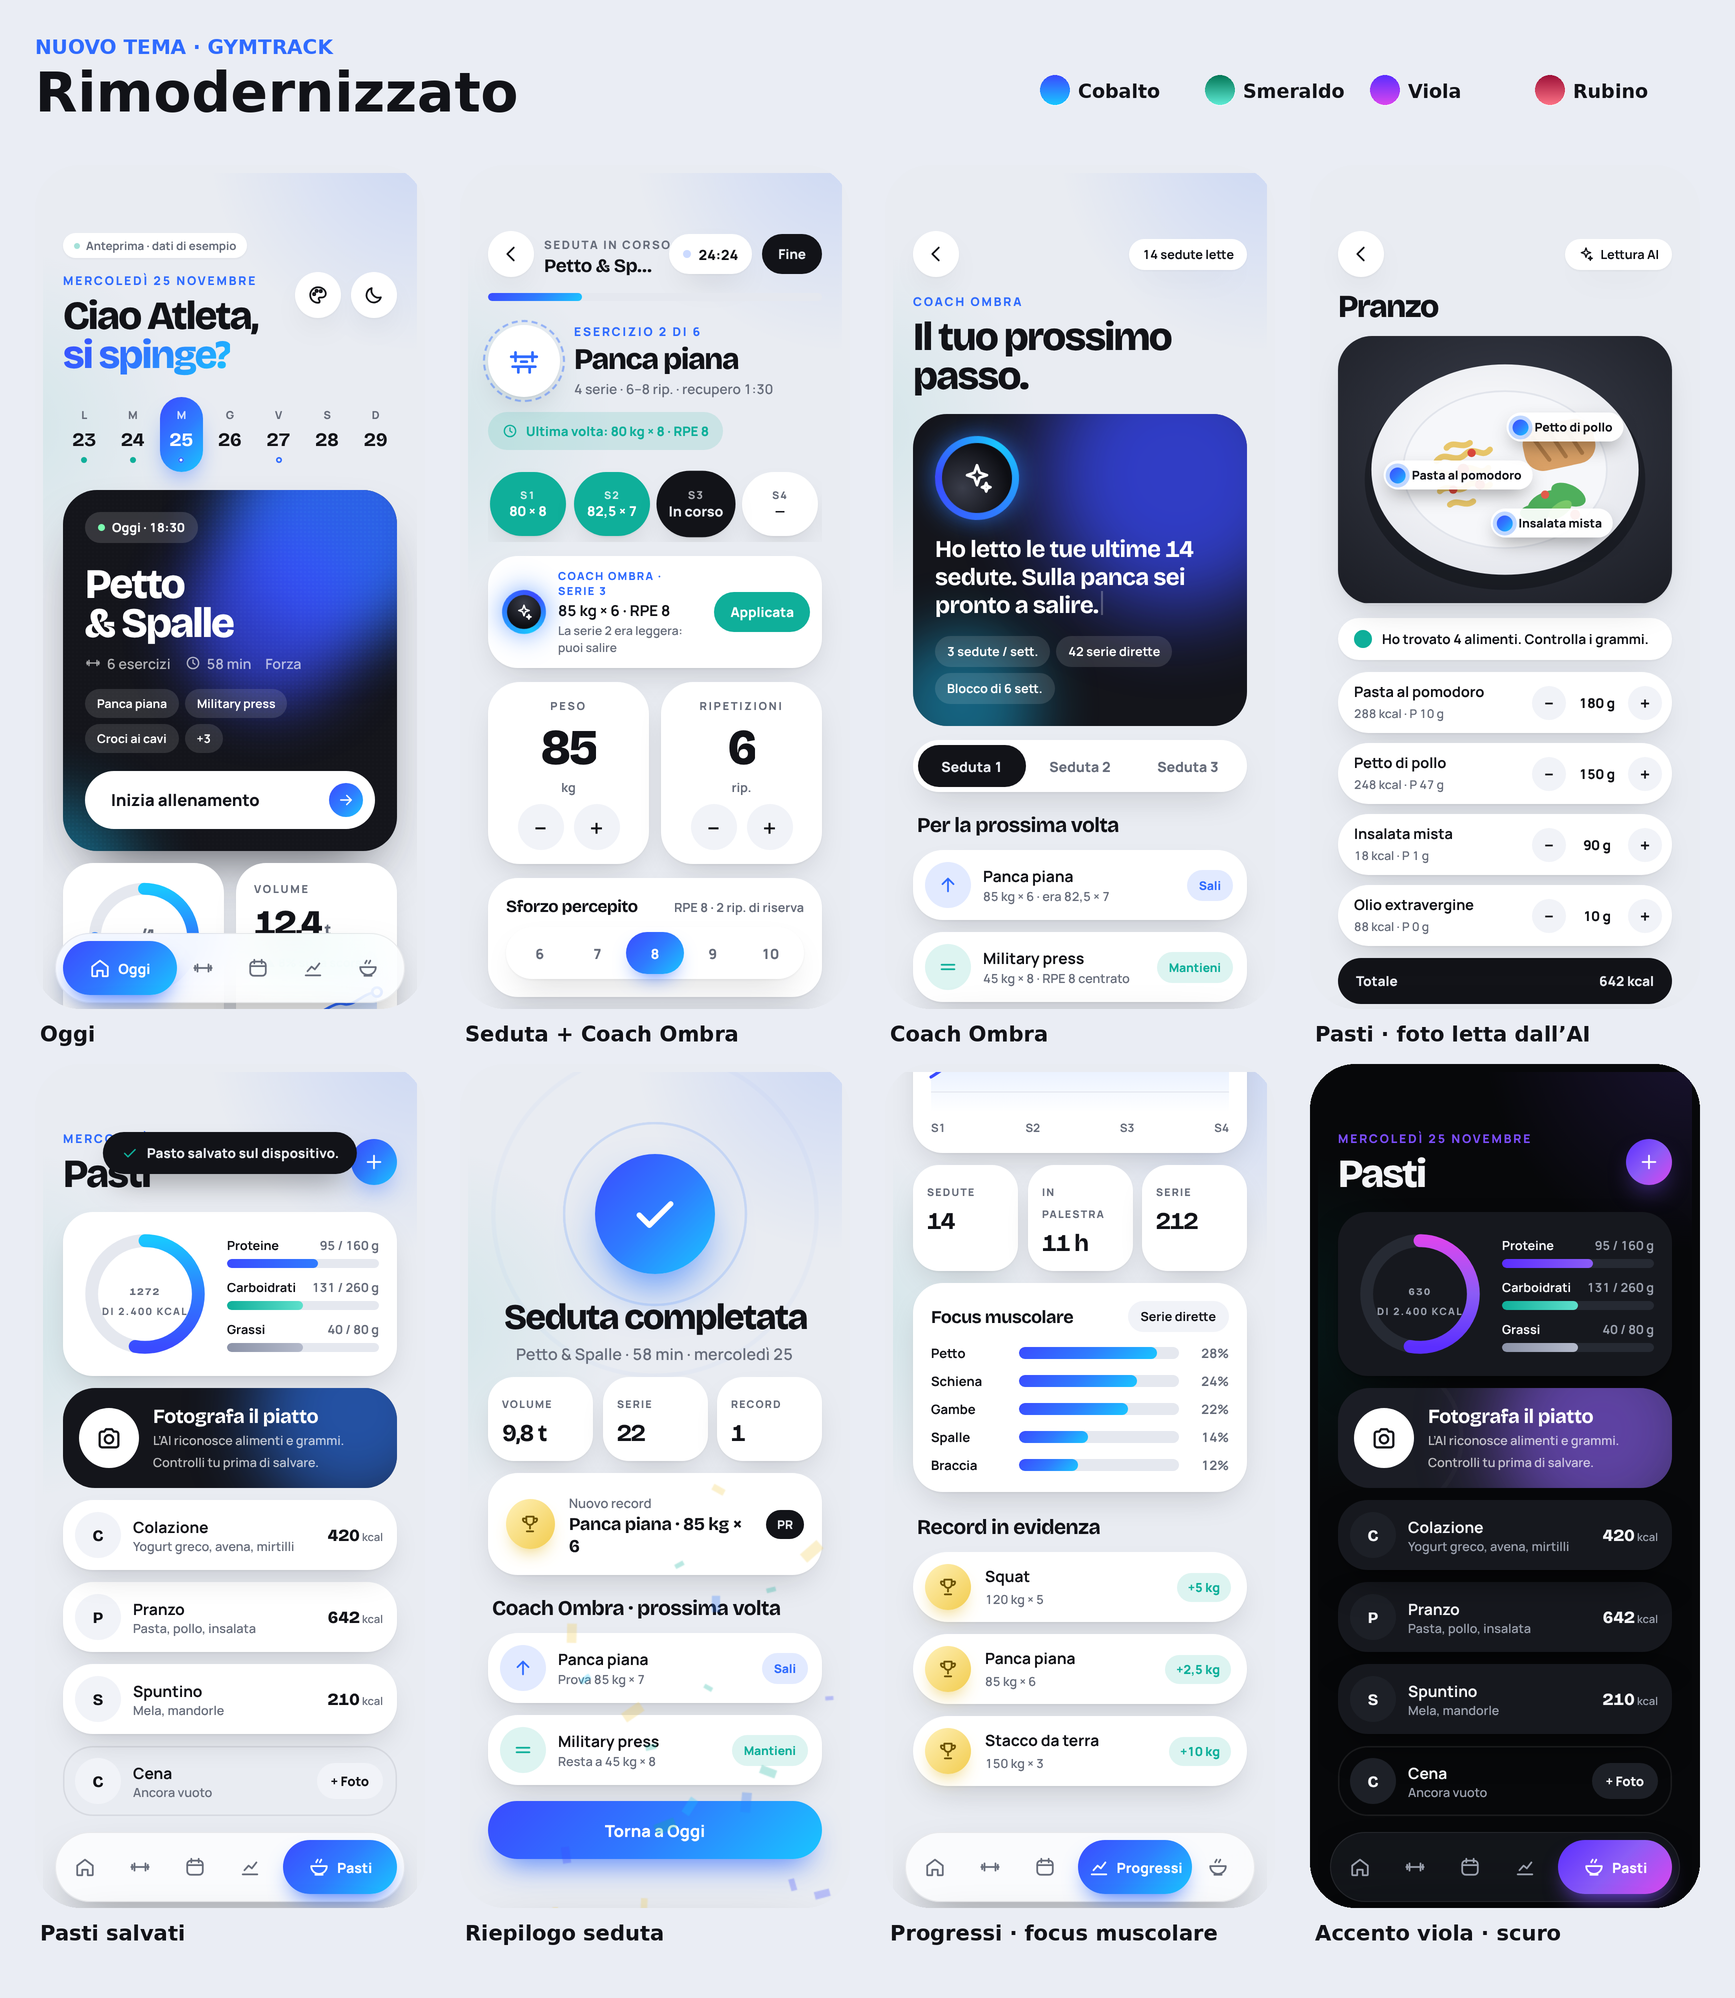 NUOVO TEMA · GYMTRACK
Rimodernizzato
Cobalto
Smeraldo
Viola
Rubino
Anteprima · dati di esempio
MERCOLEDÌ 25 NOVEMBRE
Ciao Atleta,
si spinge?
L M M G V S D
23 24 25 26 27 28 29
Oggi · 18:30
Petto
& Spalle
6 esercizi 58 min Forza
Panca piana Military press
Croci ai cavi +3
Inizia allenamento
VOLUME
12,4 t
Oggi
Oggi
SEDUTA IN CORSO
Petto & Sp...
24:24
Fine
ESERCIZIO 2 DI 6
Panca piana
4 serie · 6–8 rip. · recupero 1:30
Ultima volta: 80 kg × 8 · RPE 8
S1 S2 S3 S4
80 × 8 82,5 × 7 In corso –
COACH OMBRA ·
SERIE 3
85 kg × 6 · RPE 8
La serie 2 era leggera:
puoi salire
Applicata
PESO
85
kg
− +
RIPETIZIONI
6
rip.
− +
Sforzo percepito RPE 8 · 2 rip. di riserva
6 7 8 9 10
Seduta + Coach Ombra
14 sedute lette
COACH OMBRA
Il tuo prossimo
passo.
Ho letto le tue ultime 14
sedute. Sulla panca sei
pronto a salire.
3 sedute / sett. 42 serie dirette
Blocco di 6 sett.
Seduta 1 Seduta 2 Seduta 3
Per la prossima volta
Panca piana
85 kg × 6 · era 82,5 × 7
Sali
Military press
45 kg × 8 · RPE 8 centrato
Mantieni
Coach Ombra
Lettura AI
Pranzo
Petto di pollo
Pasta al pomodoro
Insalata mista
Ho trovato 4 alimenti. Controlla i grammi.
Pasta al pomodoro
288 kcal · P 10 g
− 180 g +
Petto di pollo
248 kcal · P 47 g
− 150 g +
Insalata mista
18 kcal · P 1 g
− 90 g +
Olio extravergine
88 kcal · P 0 g
− 10 g +
Totale 642 kcal
Pasti · foto letta dall’AI
MERCO
Pasto salvato sul dispositivo.
Pasti
+
1272
DI 2.400 KCAL
Proteine 95 / 160 g
Carboidrati 131 / 260 g
Grassi 40 / 80 g
Fotografa il piatto
L'AI riconosce alimenti e grammi.
Controlli tu prima di salvare.
C
Colazione
Yogurt greco, avena, mirtilli
420 kcal
P
Pranzo
Pasta, pollo, insalata
642 kcal
S
Spuntino
Mela, mandorle
210 kcal
C
Cena
Ancora vuoto
+ Foto
Pasti
Pasti salvati
Seduta completata
Petto & Spalle · 58 min · mercoledì 25
VOLUME
9,8 t
SERIE
22
RECORD
1
Nuovo record
Panca piana · 85 kg ×
6
PR
Coach Ombra · prossima volta
Panca piana
Prova 85 kg × 7
Sali
Military press
Resta a 45 kg × 8
Mantieni
Torna a Oggi
Riepilogo seduta
S1 S2 S3 S4
SEDUTE
14
IN
PALESTRA
11 h
SERIE
212
Focus muscolare
Serie dirette
Petto 28%
Schiena 24%
Gambe 22%
Spalle 14%
Braccia 12%
Record in evidenza
Squat
120 kg × 5
+5 kg
Panca piana
85 kg × 6
+2,5 kg
Stacco da terra
150 kg × 3
+10 kg
Progressi
Progressi · focus muscolare
MERCOLEDÌ 25 NOVEMBRE
Pasti
+
630
DI 2.400 KCAL
Proteine 95 / 160 g
Carboidrati 131 / 260 g
Grassi 40 / 80 g
Fotografa il piatto
L'AI riconosce alimenti e grammi.
Controlli tu prima di salvare.
C
Colazione
Yogurt greco, avena, mirtilli
420 kcal
P
Pranzo
Pasta, pollo, insalata
642 kcal
S
Spuntino
Mela, mandorle
210 kcal
C
Cena
Ancora vuoto
+ Foto
Pasti
Accento viola · scuro